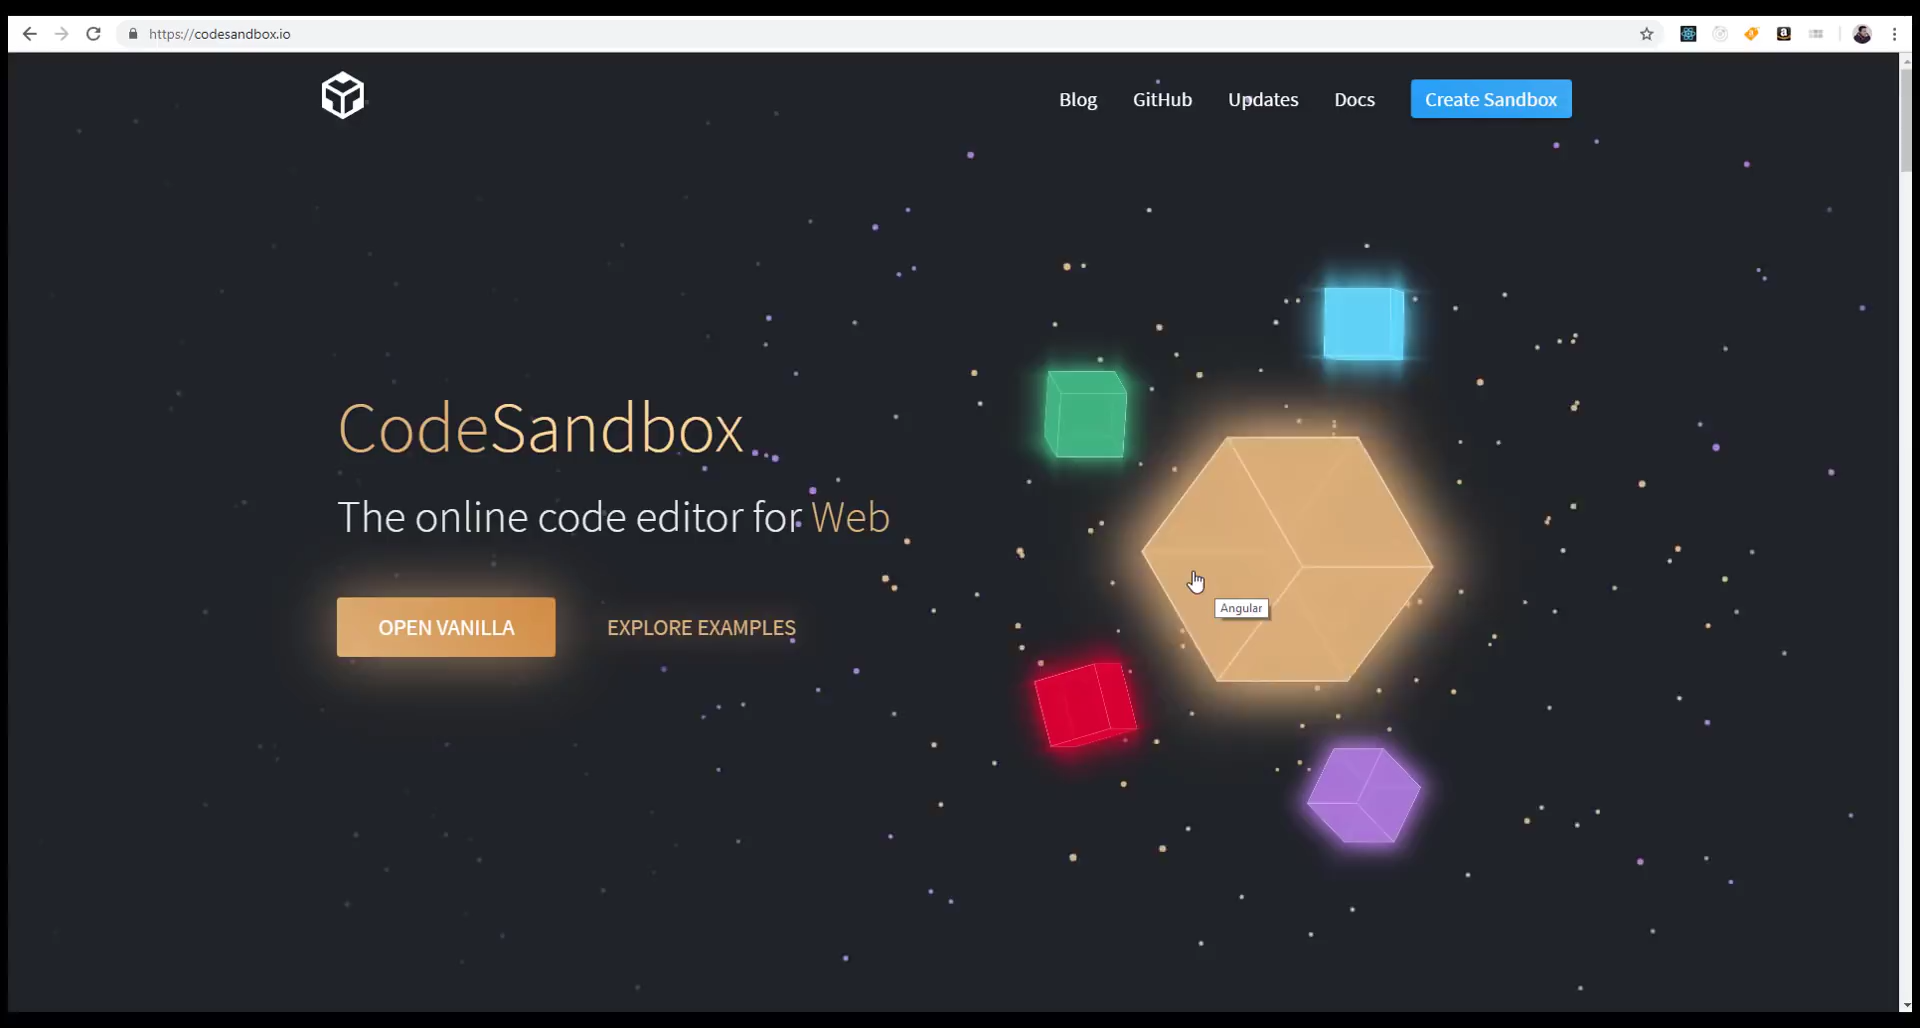 https://codesandbox.io
Blog
GitHub
Updates
Docs
Create Sandbox
CodeSandbox
The online code editor for Web
OPEN VANILLA
EXPLORE EXAMPLES
Angular